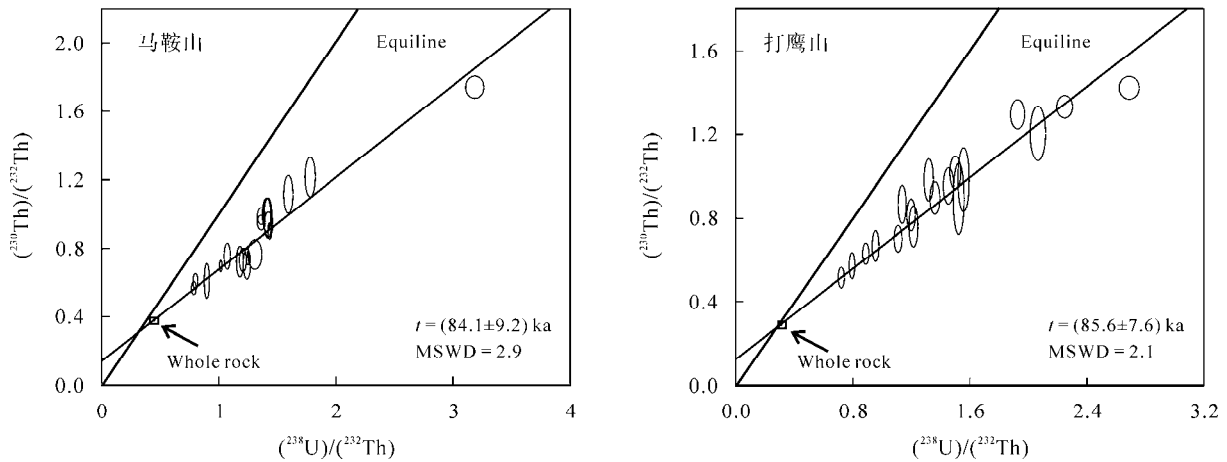 马鞍山
Equiline
(²³⁰Th)/(²³²Th)
2.0
1.6
1.2
0.8
0.4
0.0
t = (84.1±9.2) ka
MSWD = 2.9
Whole rock
0 1 2 3 4
(²³⁸U)/(²³²Th)
打鹰山
Equiline
(²³⁰Th)/(²³²Th)
1.6
1.2
0.8
0.4
0.0
t = (85.6±7.6) ka
MSWD = 2.1
Whole rock
0.0 0.8 1.6 2.4 3.2
(²³⁸U)/(²³²Th)